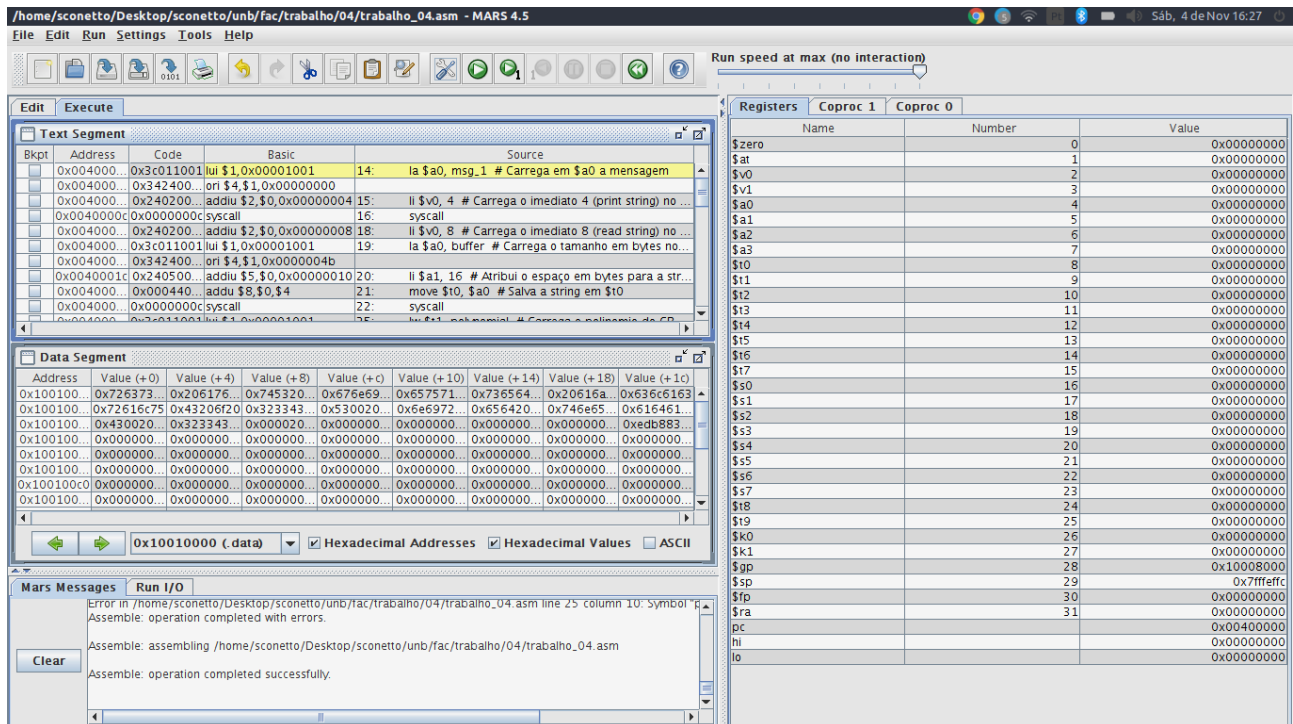 /home/sconetto/Desktop/sconetto/unb/fac/trabalho/04/trabalho_04.asm - MARS 4.5
Sáb, 4 de Nov 16:27
File Edit Run Settings Tools Help
Run speed at max (no interaction)
Edit Execute
Text Segment
Bkpt Address Code Basic Source
0x004000... 0x3c011001 lui $1,0x00001001 14: la $a0, msg_1 # Carrega em $a0 a mensagem
0x004000... 0x342400... ori $4,$1,0x00000000
0x004000... 0x240200... addiu $2,$0,0x00000004 15: li $v0, 4 # Carrega o imediato 4 (print string) no ...
0x0040000c 0x0000000c syscall 16: syscall
0x004000... 0x240200... addiu $2,$0,0x00000008 18: li $v0, 8 # Carrega o imediato 8 (read string) no ...
0x004000... 0x3c011001 lui $1,0x00001001 19: la $a0, buffer # Carrega o tamanho em bytes no...
0x004000... 0x342400... ori $4,$1,0x0000004b
0x0040001c 0x240500... addiu $5,$0,0x00000010 20: li $a1, 16 # Atribui o espaço em bytes para a str...
0x004000... 0x000440... addu $8,$0,$4 21: move $t0, $a0 # Salva a string em $t0
0x004000... 0x0000000c syscall 22: syscall
0x004000... 0x3c011001 lui $1,0x00001001 25: lw $t1, polynomial # Carrega o polinomio do CR...
Data Segment
Address Value (+0) Value (+4) Value (+8) Value (+c) Value (+10) Value (+14) Value (+18) Value (+1c)
0x100100... 0x726373... 0x206176... 0x745320... 0x676e69... 0x657571... 0x736564... 0x20616a... 0x636c6163
0x100100... 0x72616c75 0x43206f20 0x323343... 0x530020... 0x6e6972... 0x656420... 0x746e65... 0x616461...
0x100100... 0x430020... 0x323343... 0x000020... 0x000000... 0x000000... 0x000000... 0x000000... 0xedb883...
0x100100... 0x000000... 0x000000... 0x000000... 0x000000... 0x000000... 0x000000... 0x000000... 0x000000...
0x100100... 0x000000... 0x000000... 0x000000... 0x000000... 0x000000... 0x000000... 0x000000... 0x000000...
0x100100... 0x000000... 0x000000... 0x000000... 0x000000... 0x000000... 0x000000... 0x000000... 0x000000...
0x100100c0 0x000000... 0x000000... 0x000000... 0x000000... 0x000000... 0x000000... 0x000000... 0x000000...
0x100100... 0x000000... 0x000000... 0x000000... 0x000000... 0x000000... 0x000000... 0x000000... 0x000000...
0x10010000 (.data) Hexadecimal Addresses Hexadecimal Values ASCII
Mars Messages Run I/O
Error in /home/sconetto/Desktop/sconetto/unb/fac/trabalho/04/trabalho_04.asm line 25 column 10: Symbol "p
Assemble: operation completed with errors.
Assemble: assembling /home/sconetto/Desktop/sconetto/unb/fac/trabalho/04/trabalho_04.asm
Assemble: operation completed successfully.
Clear
Registers Coproc 1 Coproc 0
Name Number Value
$zero 0 0x00000000
$at 1 0x00000000
$v0 2 0x00000000
$v1 3 0x00000000
$a0 4 0x00000000
$a1 5 0x00000000
$a2 6 0x00000000
$a3 7 0x00000000
$t0 8 0x00000000
$t1 9 0x00000000
$t2 10 0x00000000
$t3 11 0x00000000
$t4 12 0x00000000
$t5 13 0x00000000
$t6 14 0x00000000
$t7 15 0x00000000
$s0 16 0x00000000
$s1 17 0x00000000
$s2 18 0x00000000
$s3 19 0x00000000
$s4 20 0x00000000
$s5 21 0x00000000
$s6 22 0x00000000
$s7 23 0x00000000
$t8 24 0x00000000
$t9 25 0x00000000
$k0 26 0x00000000
$k1 27 0x00000000
$gp 28 0x10008000
$sp 29 0x7fffeffc
$fp 30 0x00000000
$ra 31 0x00000000
pc 0x00400000
hi 0x00000000
lo 0x00000000